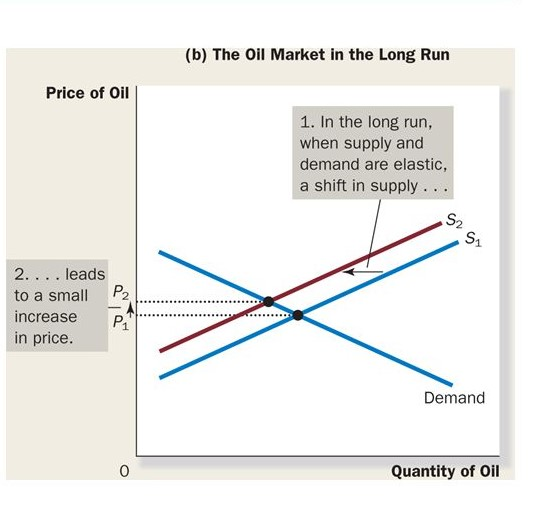 (b) The Oil Market in the Long Run
Price of Oil
1. In the long run,
when supply and
demand are elastic,
a shift in supply . . .
S2
S1
2. . . . leads
to a small
increase
in price.
P2
P1
Demand
0
Quantity of Oil